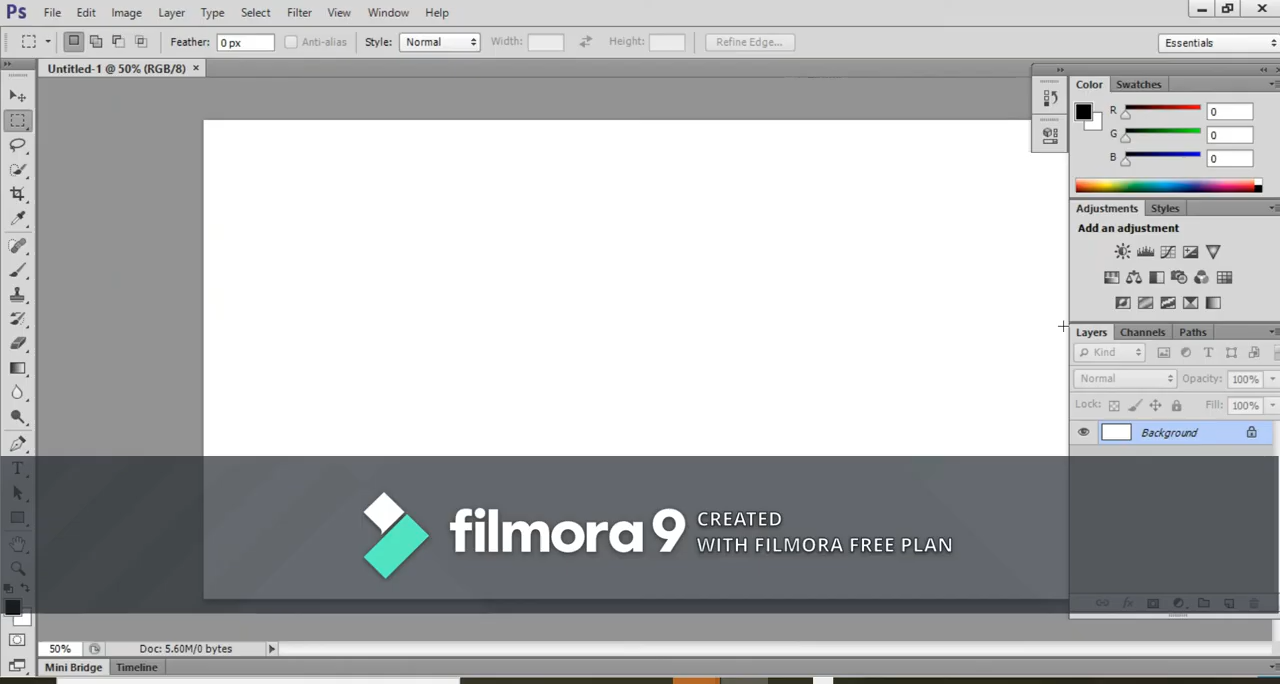 Ps File Edit Image Layer Type Select Filter View Window Help
Feather: 0 px Anti-alias Style: Normal Width: Height: Refine Edge... Essentials
Untitled-1 @ 50% (RGB/8) ×
Color Swatches
R 0
G 0
B 0
Adjustments Styles
Add an adjustment
Layers Channels Paths
Kind
Normal Opacity: 100%
Lock: Fill: 100%
Background
filmora 9 CREATED
WITH FILMORA FREE PLAN
50% Doc: 5.60M/0 bytes
Mini Bridge Timeline